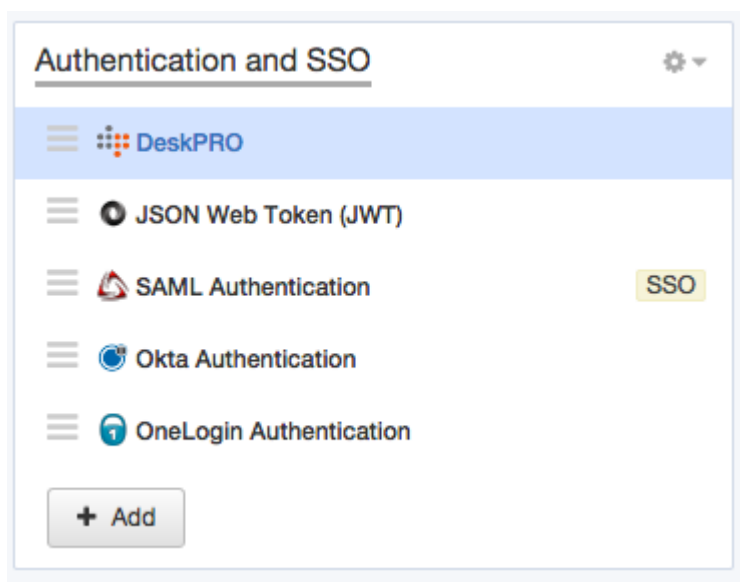 Authentication and SSO
DeskPRO
JSON Web Token (JWT)
SAML Authentication SSO
Okta Authentication
OneLogin Authentication
+ Add